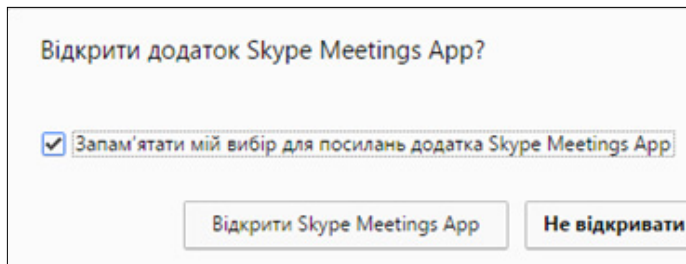 Відкрити додаток Skype Meetings App?
Запам'ятати мій вибір для посилань додатка Skype Meetings App
Відкрити Skype Meetings App
Не відкривати